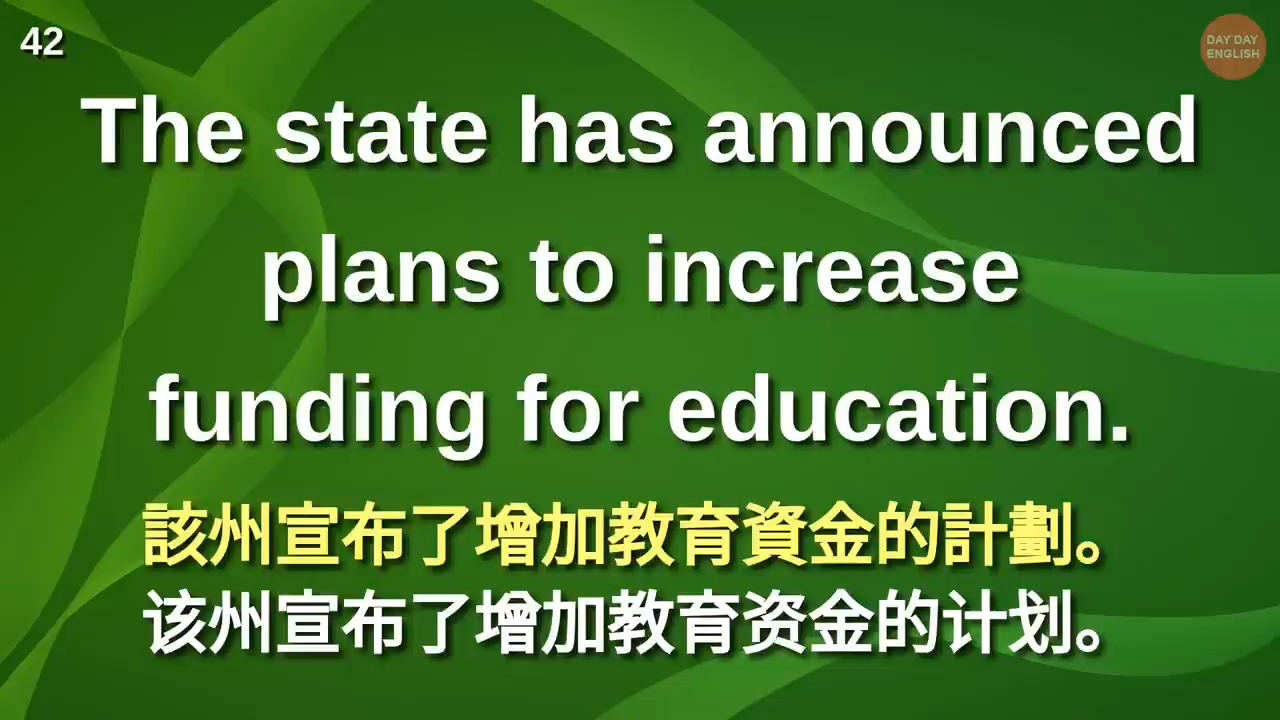 42
DAY DAY
ENGLISH
The state has announced
plans to increase
funding for education.
該州宣布了增加教育資金的計劃。
该州宣布了增加教育资金的计划。